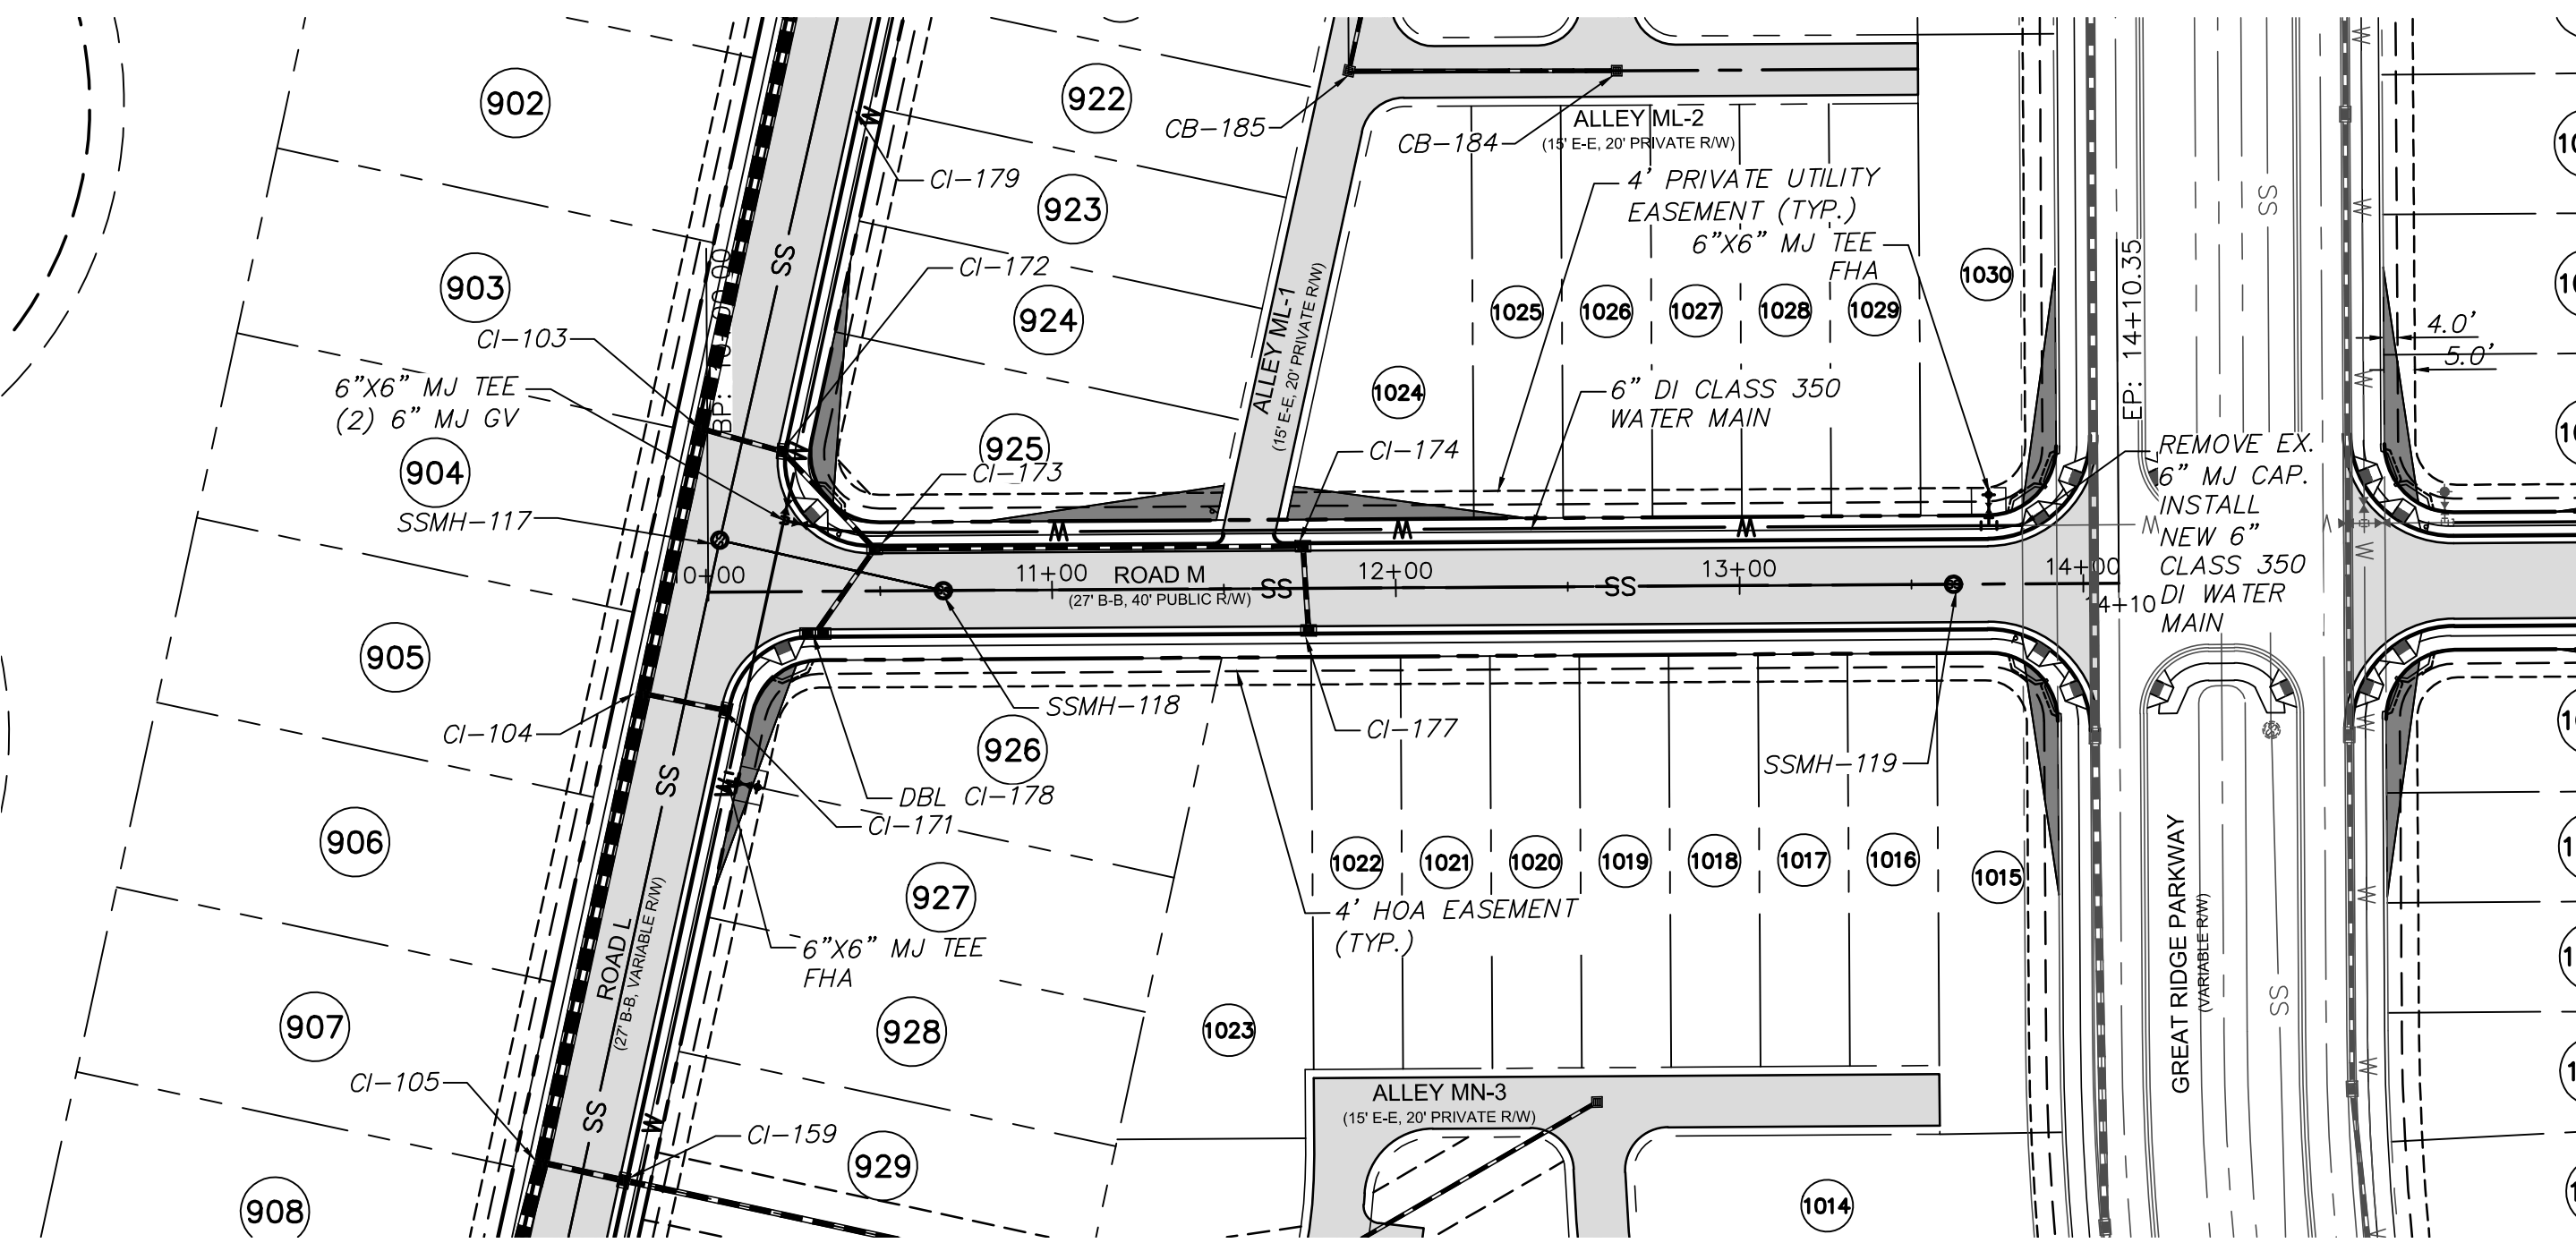 902
922
CB-185
CB-184
ALLEY ML-2
(15' E-E, 20' PRIVATE R/W)
W
CI-179
4' PRIVATE UTILITY
EASEMENT (TYP.)
6"X6" MJ TEE
FHA
923
SS
SS
903
CI-172
924
1030
1025
1026
1027
1028
1029
EP: 14+10.35
ALLEY ML-1
(15' E-E, 20' PRIVATE R/W)
CI-103
6"X6" MJ TEE
(2) 6" MJ GV
4.0'
5.0'
1024
6" DI CLASS 350
WATER MAIN
904
925
CI-173
CI-174
REMOVE EX.
6" MJ CAP.
INSTALL
NEW 6"
CLASS 350
DI WATER
MAIN
SSMH-117
W
W
W
W
10+00
11+00
ROAD M
(27' B-B, 40' PUBLIC R/W)
SS
12+00
SS
13+00
14+00
14+10
905
CI-104
SSMH-118
926
CI-177
SSMH-119
SS
W
DBL CI-178
CI-171
906
927
1022
1021
1020
1019
1018
1017
1016
1015
4' HOA EASEMENT
(TYP.)
6"X6" MJ TEE
FHA
ROAD L
(27' B-B, VARIABLE R/W)
GREAT RIDGE PARKWAY
(VARIABLE R/W)
SS
907
928
1023
CI-105
SS
W
CI-159
ALLEY MN-3
(15' E-E, 20' PRIVATE R/W)
929
908
1014